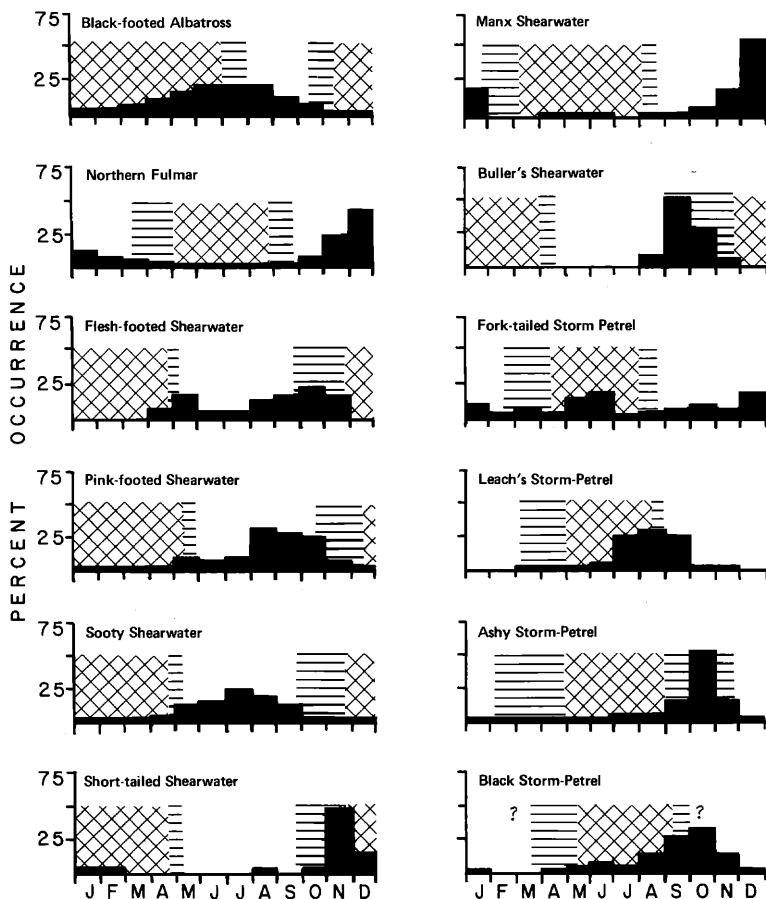 PERCENT OCCURRENCE
75
25
Black-footed Albatross
Manx Shearwater
75
25
Northern Fulmar
Buller's Shearwater
75
25
Flesh-footed Shearwater
Fork-tailed Storm Petrel
75
25
Pink-footed Shearwater
Leach's Storm-Petrel
75
25
Sooty Shearwater
Ashy Storm-Petrel
75
25
Short-tailed Shearwater
Black Storm-Petrel
? ?
J F M A M J J A S O N D
J F M A M J J A S O N D